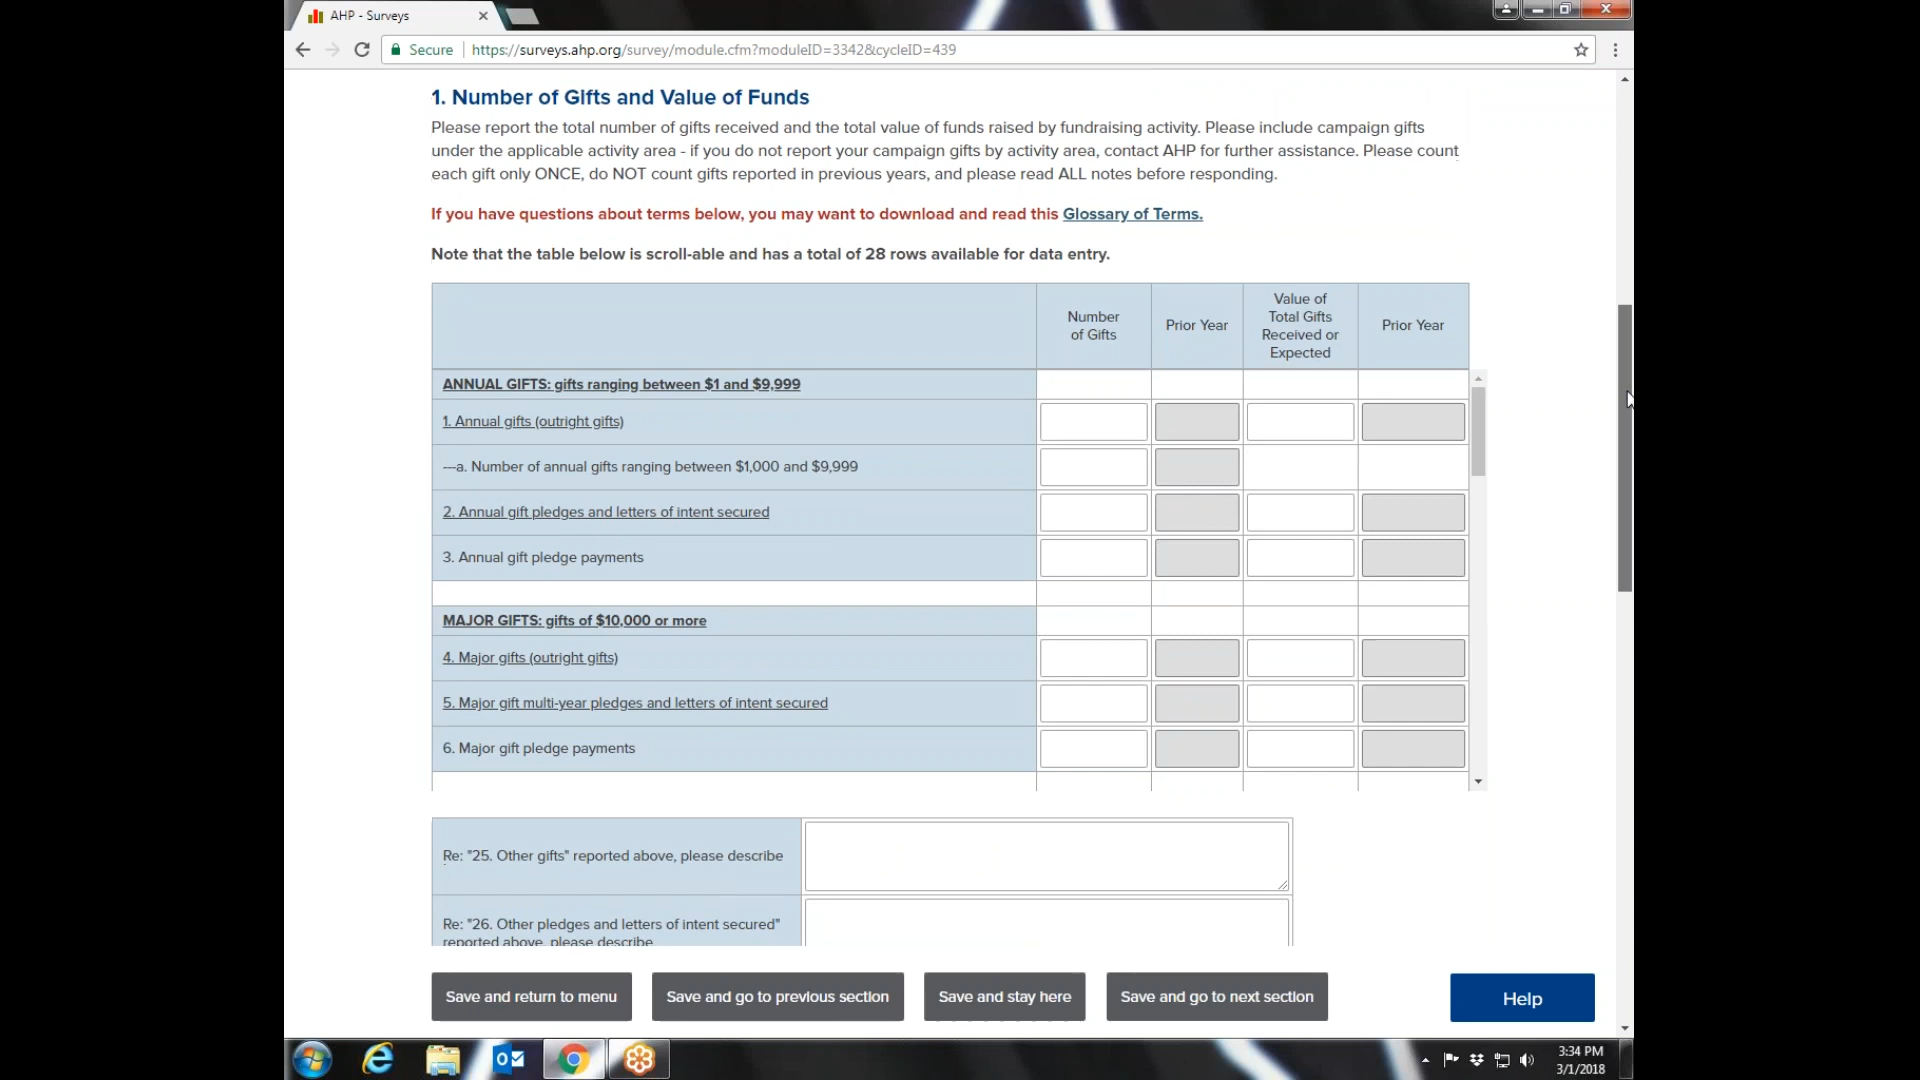 AHP - Surveys
Secure https://surveys.ahp.org/survey/module.cfm?moduleID=3342&cycleID=439
1. Number of Gifts and Value of Funds
Please report the total number of gifts received and the total value of funds raised by fundraising activity. Please include campaign gifts
under the applicable activity area - if you do not report your campaign gifts by activity area, contact AHP for further assistance. Please count
each gift only ONCE, do NOT count gifts reported in previous years, and please read ALL notes before responding.
If you have questions about terms below, you may want to download and read this Glossary of Terms.
Note that the table below is scroll-able and has a total of 28 rows available for data entry.
Number
of Gifts
Prior Year
Value of
Total Gifts
Received or
Expected
Prior Year
ANNUAL GIFTS: gifts ranging between $1 and $9,999
1. Annual gifts (outright gifts)
---a. Number of annual gifts ranging between $1,000 and $9,999
2. Annual gift pledges and letters of intent secured
3. Annual gift pledge payments
MAJOR GIFTS: gifts of $10,000 or more
4. Major gifts (outright gifts)
5. Major gift multi-year pledges and letters of intent secured
6. Major gift pledge payments
Re: "25. Other gifts" reported above, please describe
Re: "26. Other pledges and letters of intent secured"
reported above, please describe
Save and return to menu
Save and go to previous section
Save and stay here
Save and go to next section
Help
3:34 PM
3/1/2018